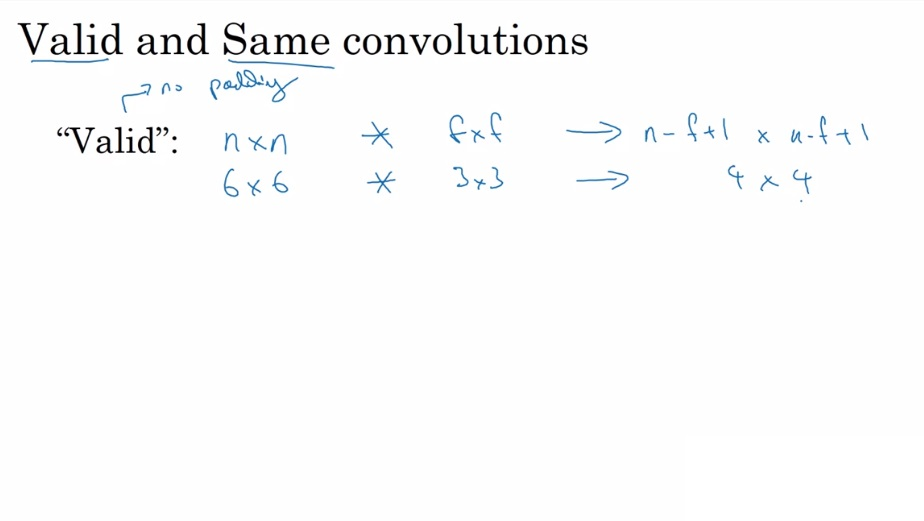 Valid and Same convolutions
→ no padding
“Valid”: n × n * f × f → n - f + 1 × n - f + 1
6 × 6 * 3 × 3 → 4 × 4